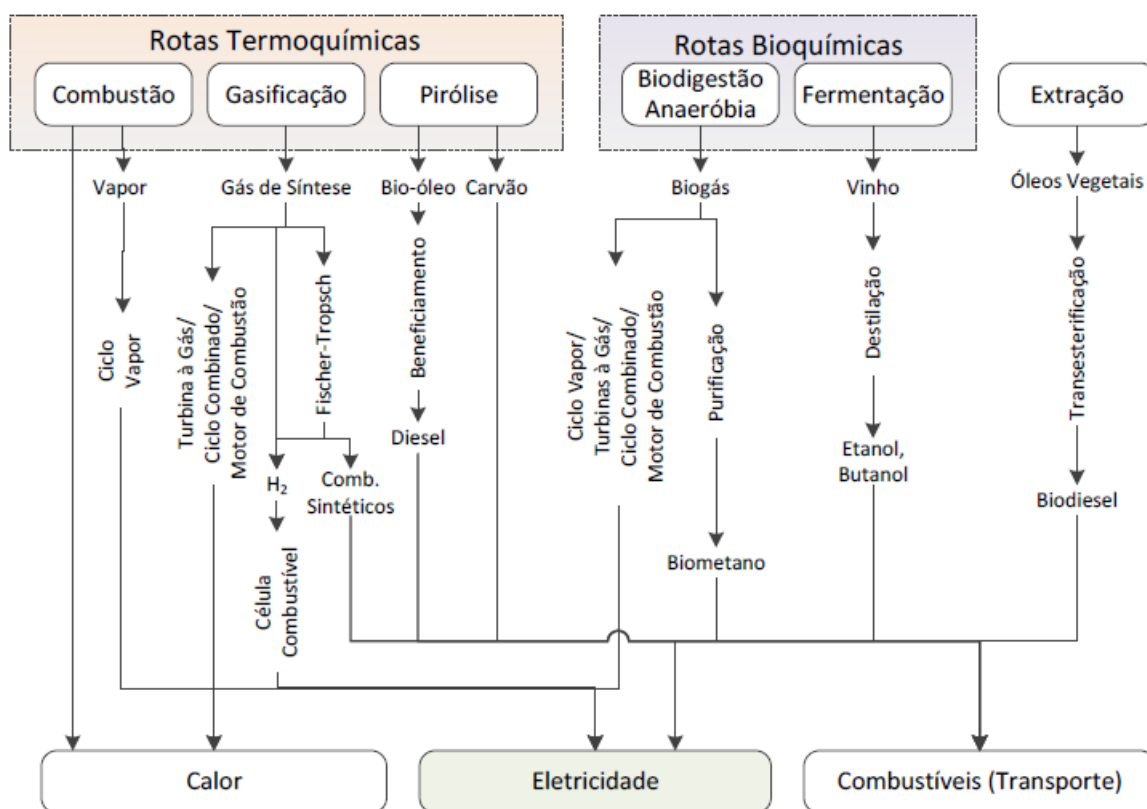 Rotas Termoquímicas
Rotas Bioquímicas
Combustão
Gasificação
Pirólise
Biodigestão
Anaeróbia
Fermentação
Extração
Vapor
Gás de Síntese
Bio-óleo
Carvão
Biogás
Vinho
Óleos Vegetais
Ciclo
Vapor
Turbina à Gás/
Ciclo Combinado/
Motor de Combustão
Fischer-Tropsch
Beneficiamento
Ciclo Vapor/
Turbinas à Gás/
Ciclo Combinado/
Motor de Combustão
Purificação
Destilação
Transesterificação
Diesel
H₂
Comb.
Sintéticos
Etanol,
Butanol
Biodiesel
Célula
Combustível
Biometano
Calor
Eletricidade
Combustíveis (Transporte)